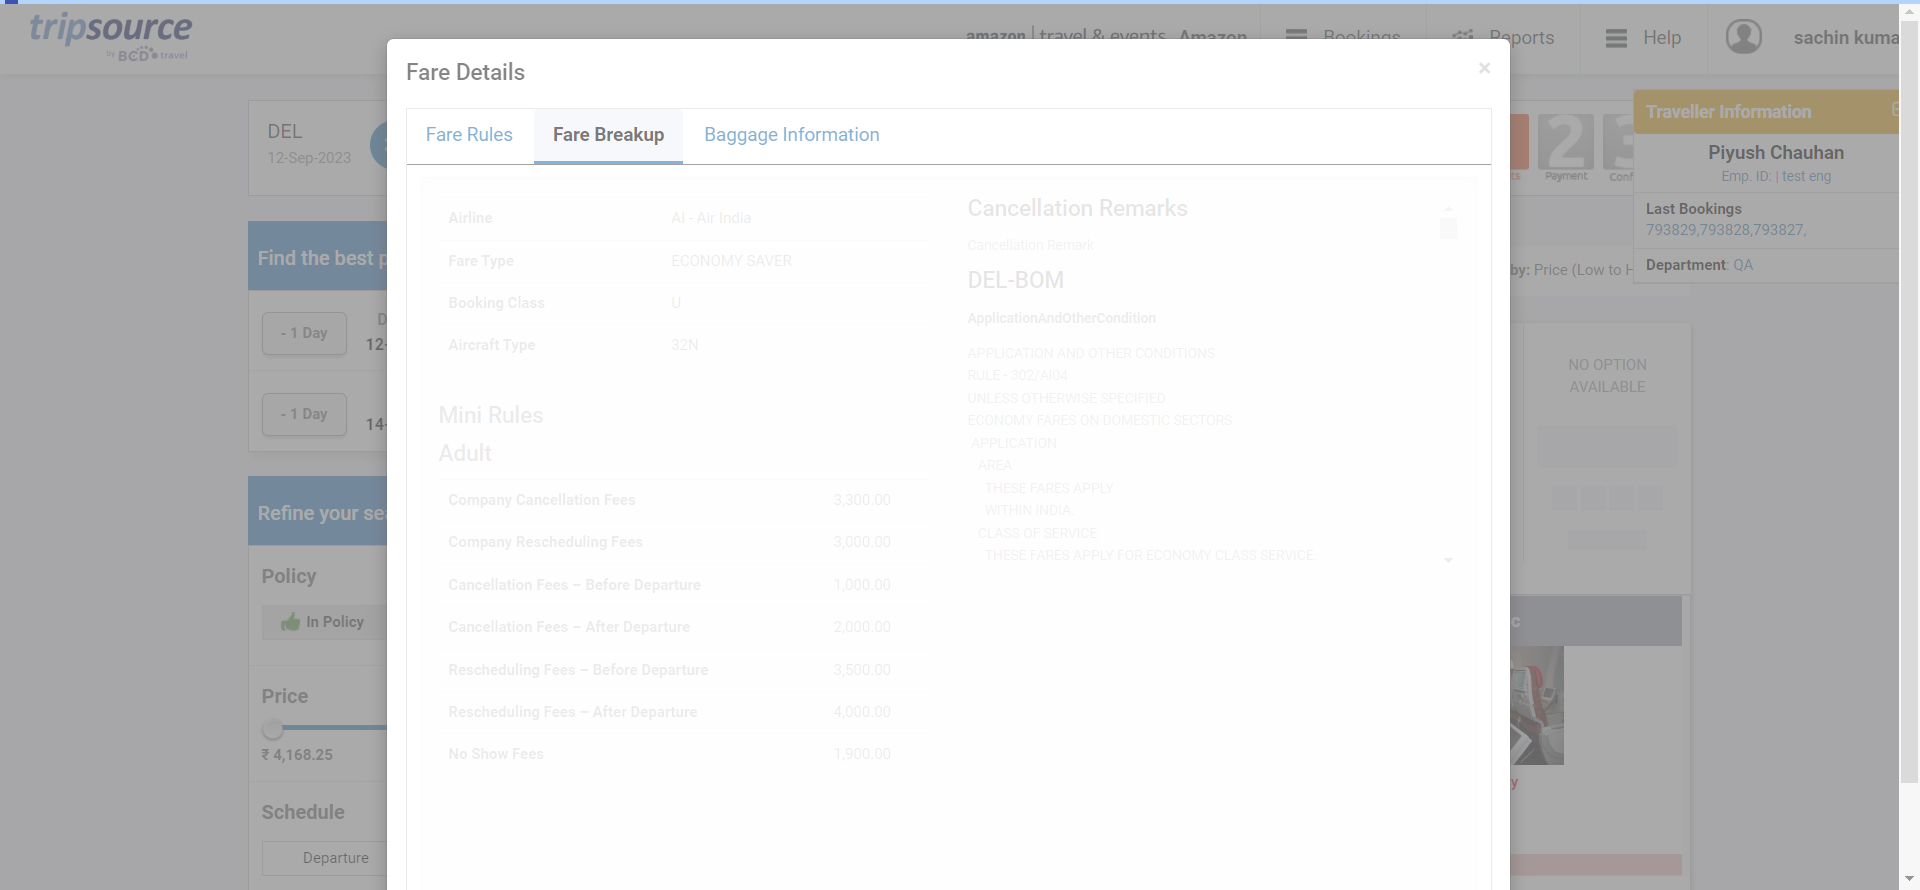 tripsource
by BCD travel
amazon | travel & events Amazon
Bookings
Reports
Help
sachin kuma
Fare Details
×
Fare Rules
Fare Breakup
Baggage Information
DEL
12-Sep-2023
Payment
Conf
Traveller Information
Piyush Chauhan
Emp. ID: | test eng
Last Bookings
793829,793828,793827,
Department: QA
by: Price (Low to H
Find the best p
- 1 Day
D
12-
- 1 Day
14-
Refine your sea
Policy
In Policy
Price
₹ 4,168.25
Schedule
Departure
Airline AI - Air India
Fare Type ECONOMY SAVER
Booking Class U
Aircraft Type 32N
Mini Rules
Adult
Company Cancellation Fees 3,300.00
Company Rescheduling Fees 3,000.00
Cancellation Fees – Before Departure 1,000.00
Cancellation Fees – After Departure 2,000.00
Rescheduling Fees – Before Departure 3,500.00
Rescheduling Fees – After Departure 4,000.00
No Show Fees 1,900.00
Cancellation Remarks
Cancellation Remark
DEL-BOM
ApplicationAndOtherCondition
APPLICATION AND OTHER CONDITIONS
RULE - 302/AI04
UNLESS OTHERWISE SPECIFIED
ECONOMY FARES ON DOMESTIC SECTORS
APPLICATION
AREA
THESE FARES APPLY
WITHIN INDIA.
CLASS OF SERVICE
THESE FARES APPLY FOR ECONOMY CLASS SERVICE.
NO OPTION
AVAILABLE
c
y